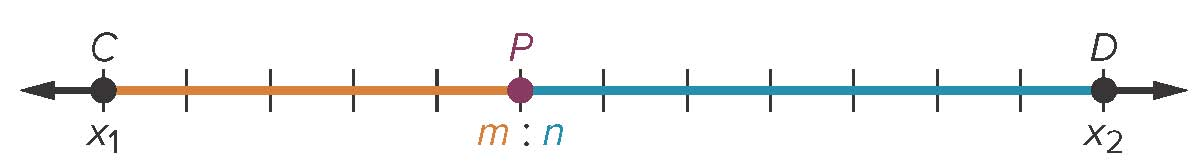 C P D
x₁ m : n x₂